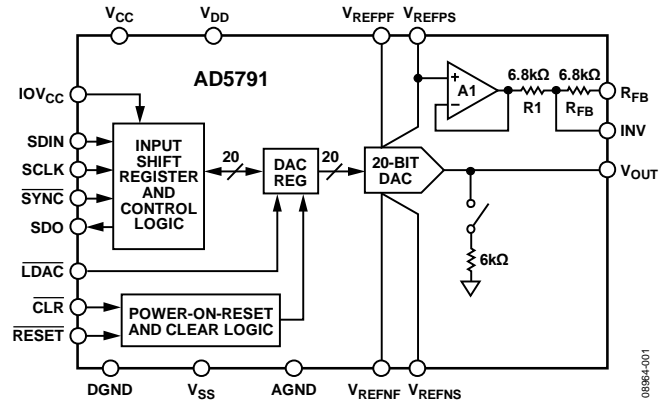 VCC
VDD
VREFPF
VREFPS
AD5791
6.8kΩ
6.8kΩ
A1
R1
RFB
RFB
INV
IOVCC
SDIN
SCLK
SYNC
SDO
INPUT
SHIFT
REGISTER
AND
CONTROL
LOGIC
20
DAC
REG
20
20-BIT
DAC
VOUT
6kΩ
LDAC
CLR
RESET
POWER-ON-RESET
AND CLEAR LOGIC
DGND
VSS
AGND
VREFNF
VREFNS
08964-001